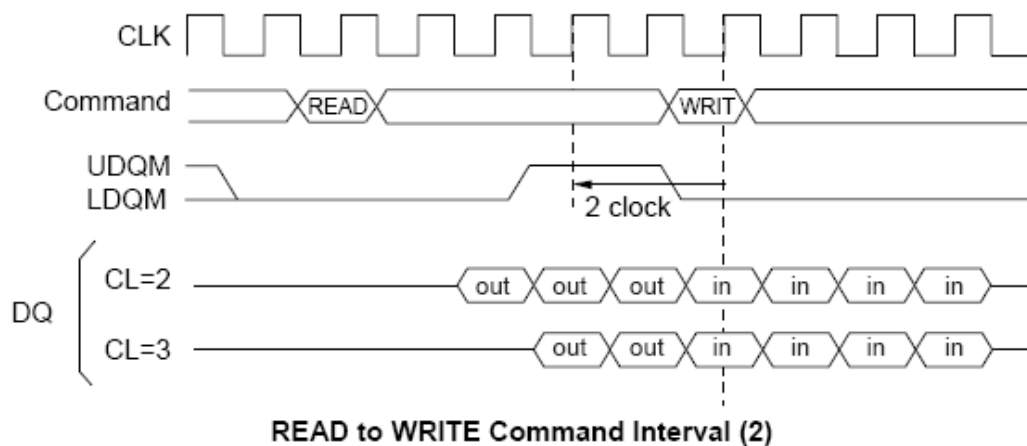 CLK
Command READ WRIT
UDQM
LDQM
2 clock
CL=2 out out out in in in in
DQ
CL=3 out out in in in in
READ to WRITE Command Interval (2)